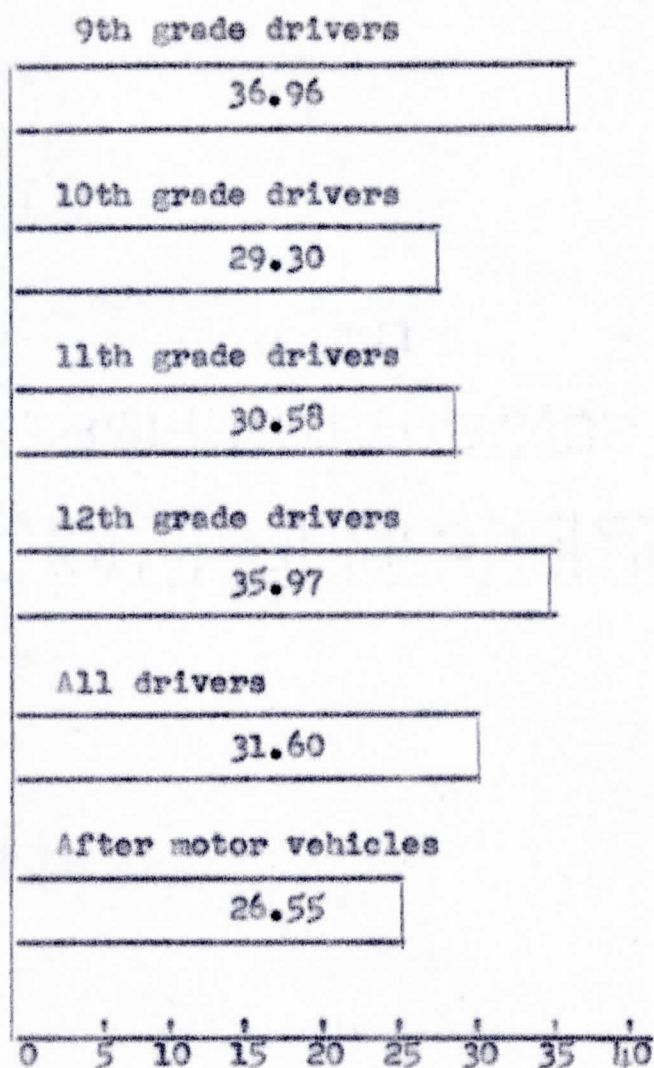 9th grade drivers
36.96
10th grade drivers
29.30
11th grade drivers
30.58
12th grade drivers
35.97
All drivers
31.60
After motor vehicles
26.55
0 5 10 15 20 25 30 35 40